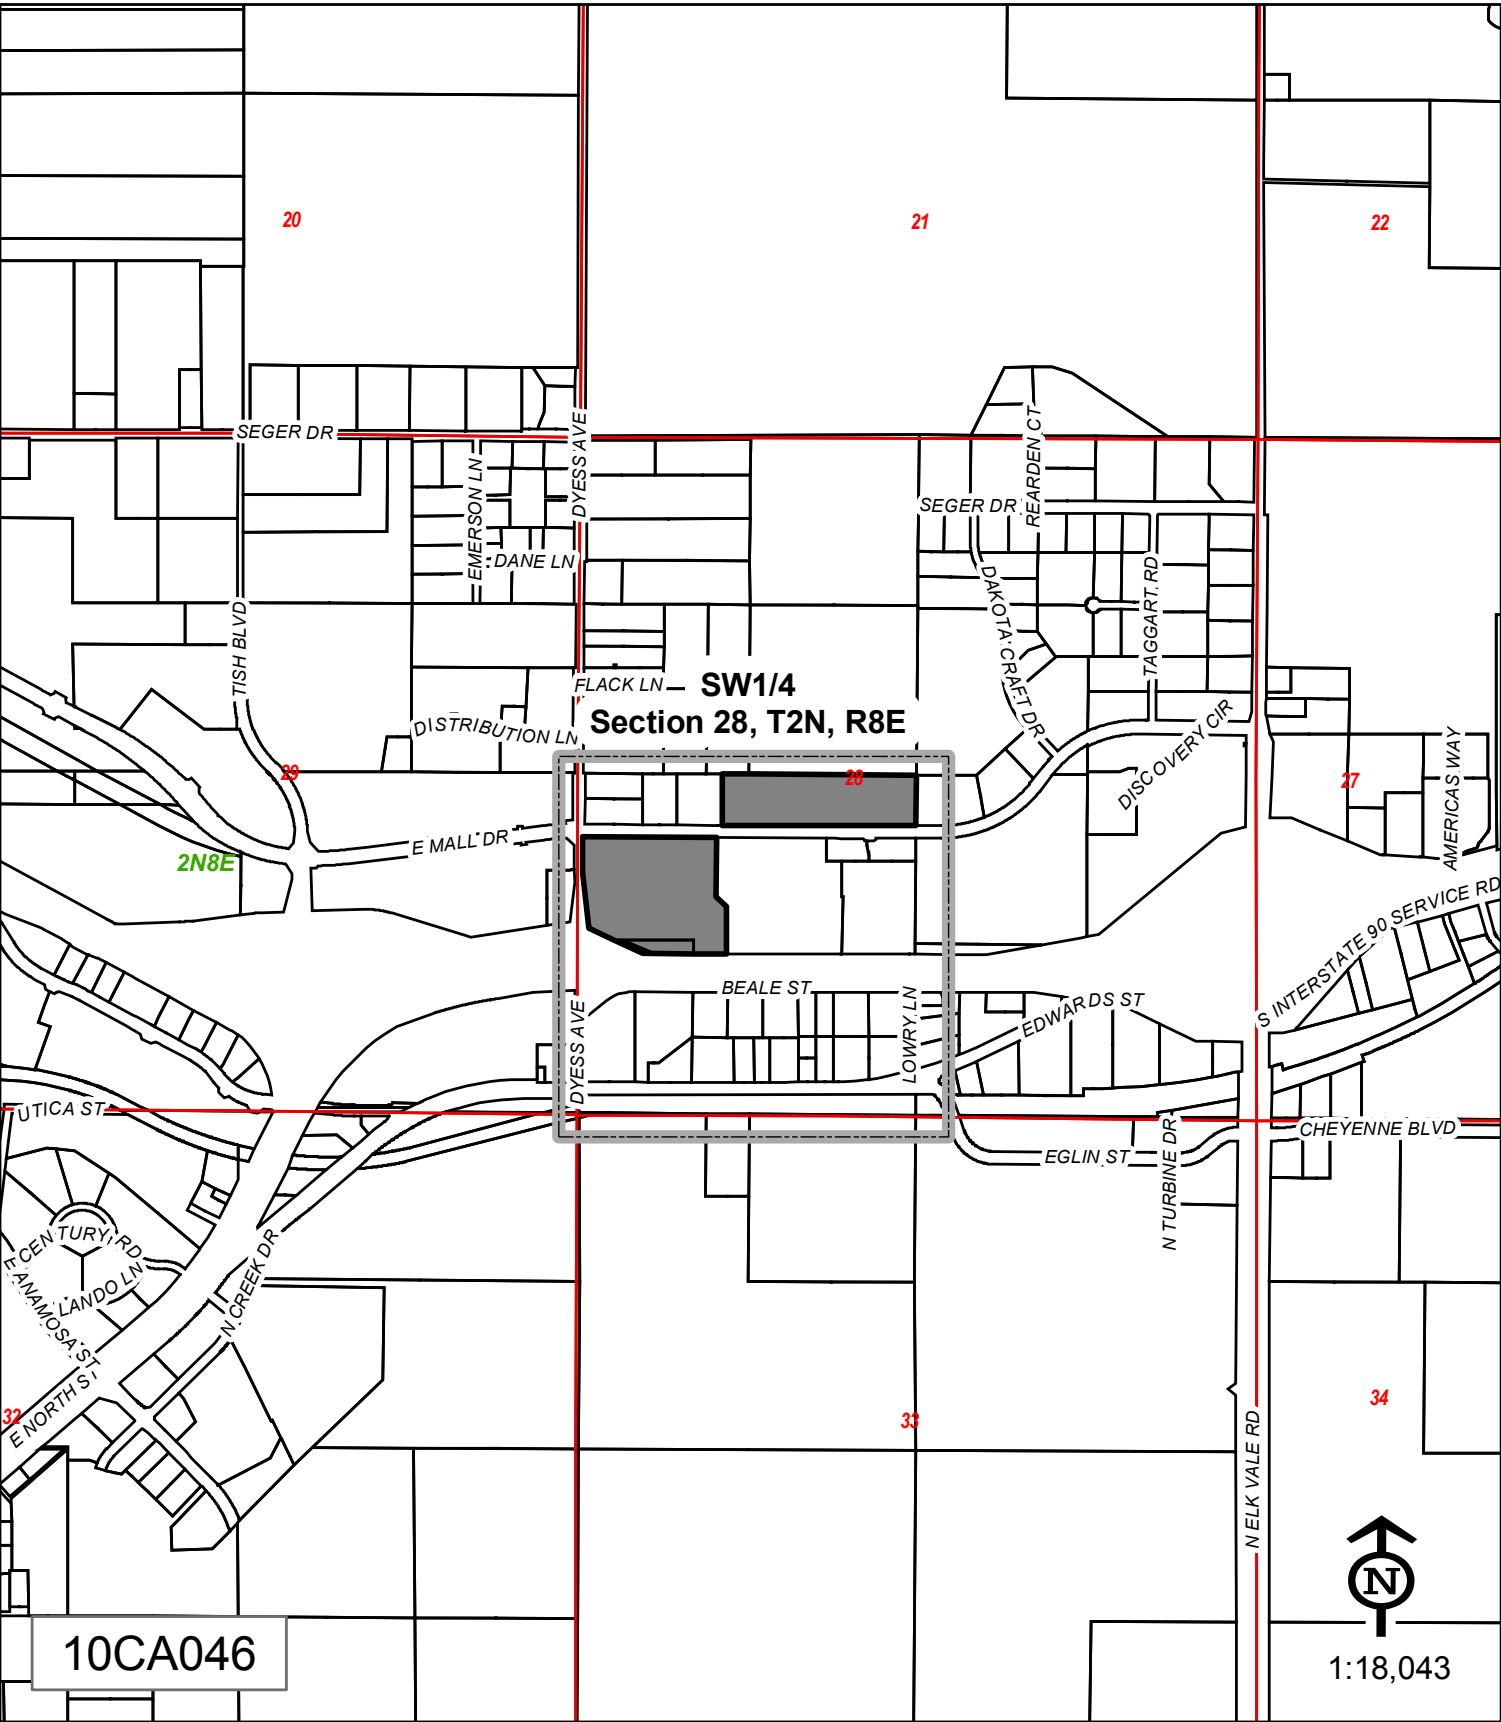 20
21
22
SEGER DR
DYESS AVE
EMERSON LN
DANE LN
REARDEN CT
SEGER DR
TAGGART RD
DAKOTA CRAFT DR
TISH BLVD
FLACK LN
SW1/4
Section 28, T2N, R8E
DISTRIBUTION LN
DISCOVERY CIR
29
28
27
AMERICAS WAY
E MALL DR
2N8E
S INTERSTATE 90 SERVICE RD
BEALE ST
LOWRY LN
EDWARDS ST
DYESS AVE
UTICA ST
CHEYENNE BLVD
N TURBINE DR
EGLIN ST
CENTURY RD
LANDO LN
E ANAMOSA ST
N CREEK DR
E NORTH ST
32
33
34
N ELK VALE RD
N
10CA046
1:18,043